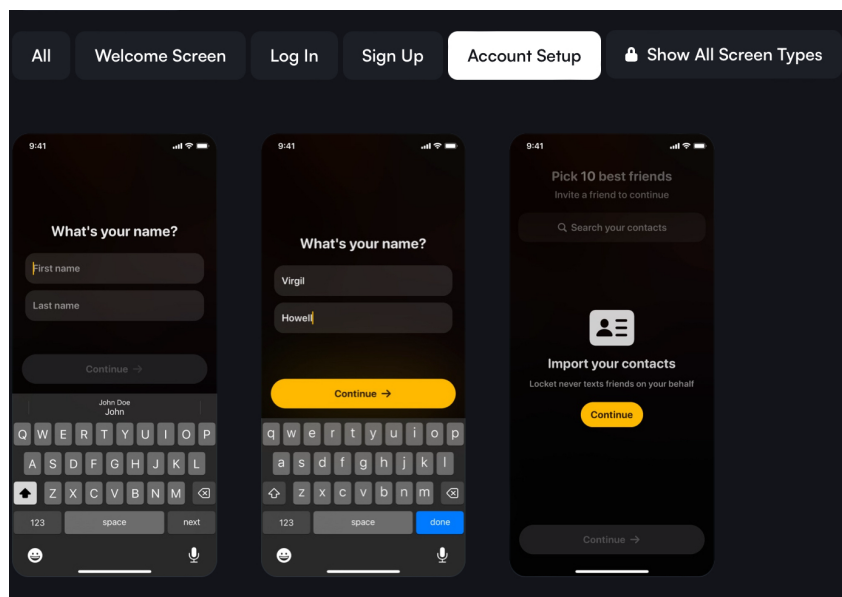 All
Welcome Screen
Log In
Sign Up
Account Setup
Show All Screen Types
9:41
What's your name?
First name
Last name
Continue →
John Doe
John
Q W E R T Y U I O P
A S D F G H J K L
Z X C V B N M
123 space next
9:41
What's your name?
Virgil
Howell
Continue →
q w e r t y u i o p
a s d f g h j k l
z x c v b n m
123 space done
9:41
Pick 10 best friends
Invite a friend to continue
Search your contacts
Import your contacts
Locket never texts friends on your behalf
Continue
Continue →